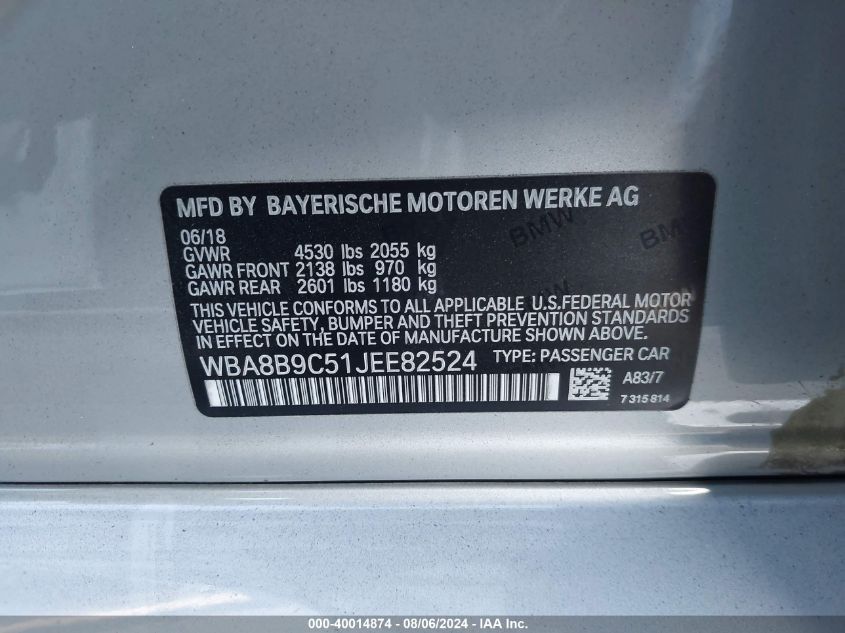 MFD BY BAYERISCHE MOTOREN WERKE AG
06/18
GVWR 4530 lbs 2055 kg
GAWR FRONT 2138 lbs 970 kg
GAWR REAR 2601 lbs 1180 kg
THIS VEHICLE CONFORMS TO ALL APPLICABLE U.S.FEDERAL MOTOR
VEHICLE SAFETY, BUMPER AND THEFT PREVENTION STANDARDS
IN EFFECT ON THE DATE OF MANUFACTURE SHOWN ABOVE.
WBA8B9C51JEE82524 TYPE: PASSENGER CAR
A83/7
7 315 814
BMW BMW
000-40014874 | 08/06/2024 | IAA Inc.